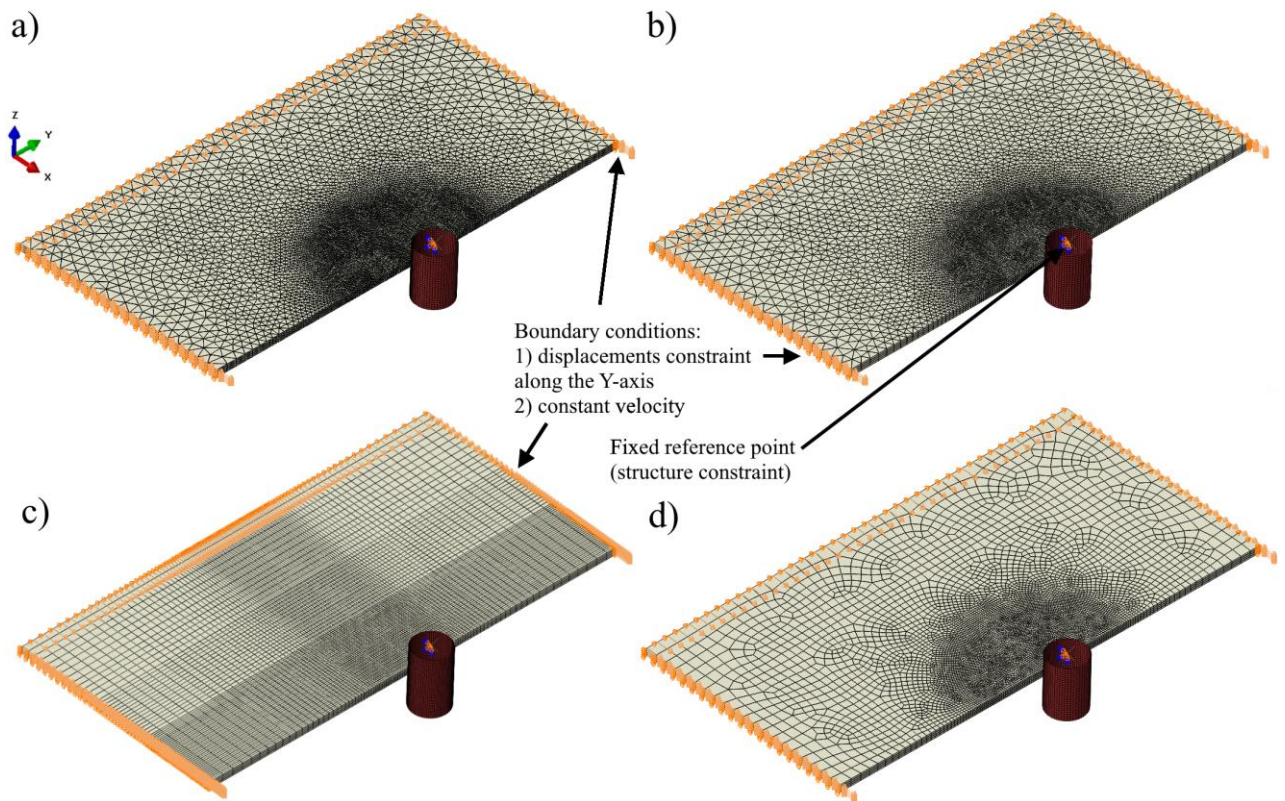 a)
b)
Z
Y
X
Boundary conditions:
1) displacements constraint
along the Y-axis
2) constant velocity
Fixed reference point
(structure constraint)
c)
d)